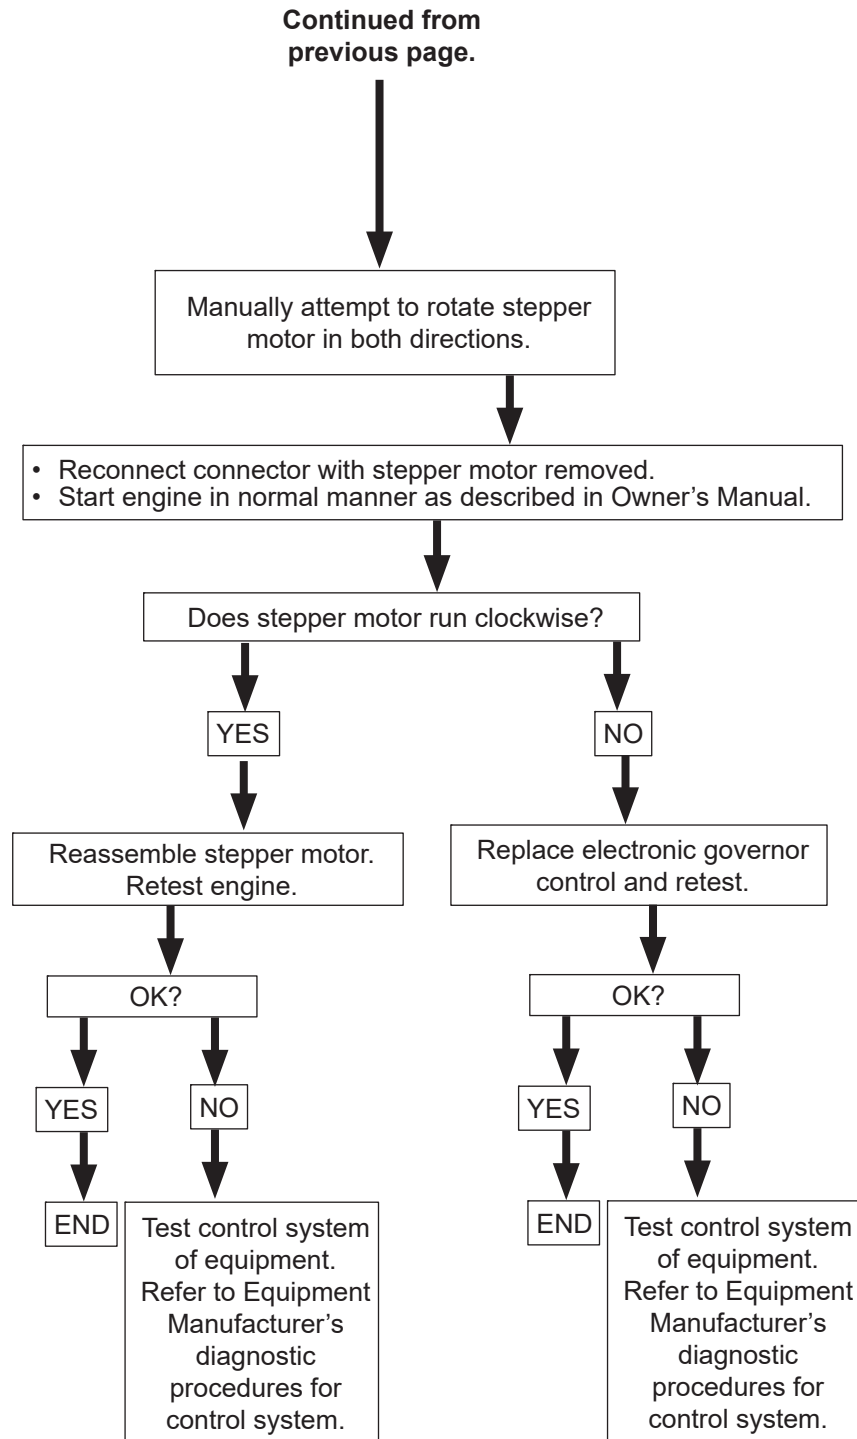 Continued from
previous page.
Manually attempt to rotate stepper
motor in both directions.
• Reconnect connector with stepper motor removed.
• Start engine in normal manner as described in Owner’s Manual.
Does stepper motor run clockwise?
YES
NO
Reassemble stepper motor.
Retest engine.
Replace electronic governor
control and retest.
OK?
OK?
YES
NO
YES
NO
END
Test control system
of equipment.
Refer to Equipment
Manufacturer’s
diagnostic
procedures for
control system.
END
Test control system
of equipment.
Refer to Equipment
Manufacturer’s
diagnostic
procedures for
control system.